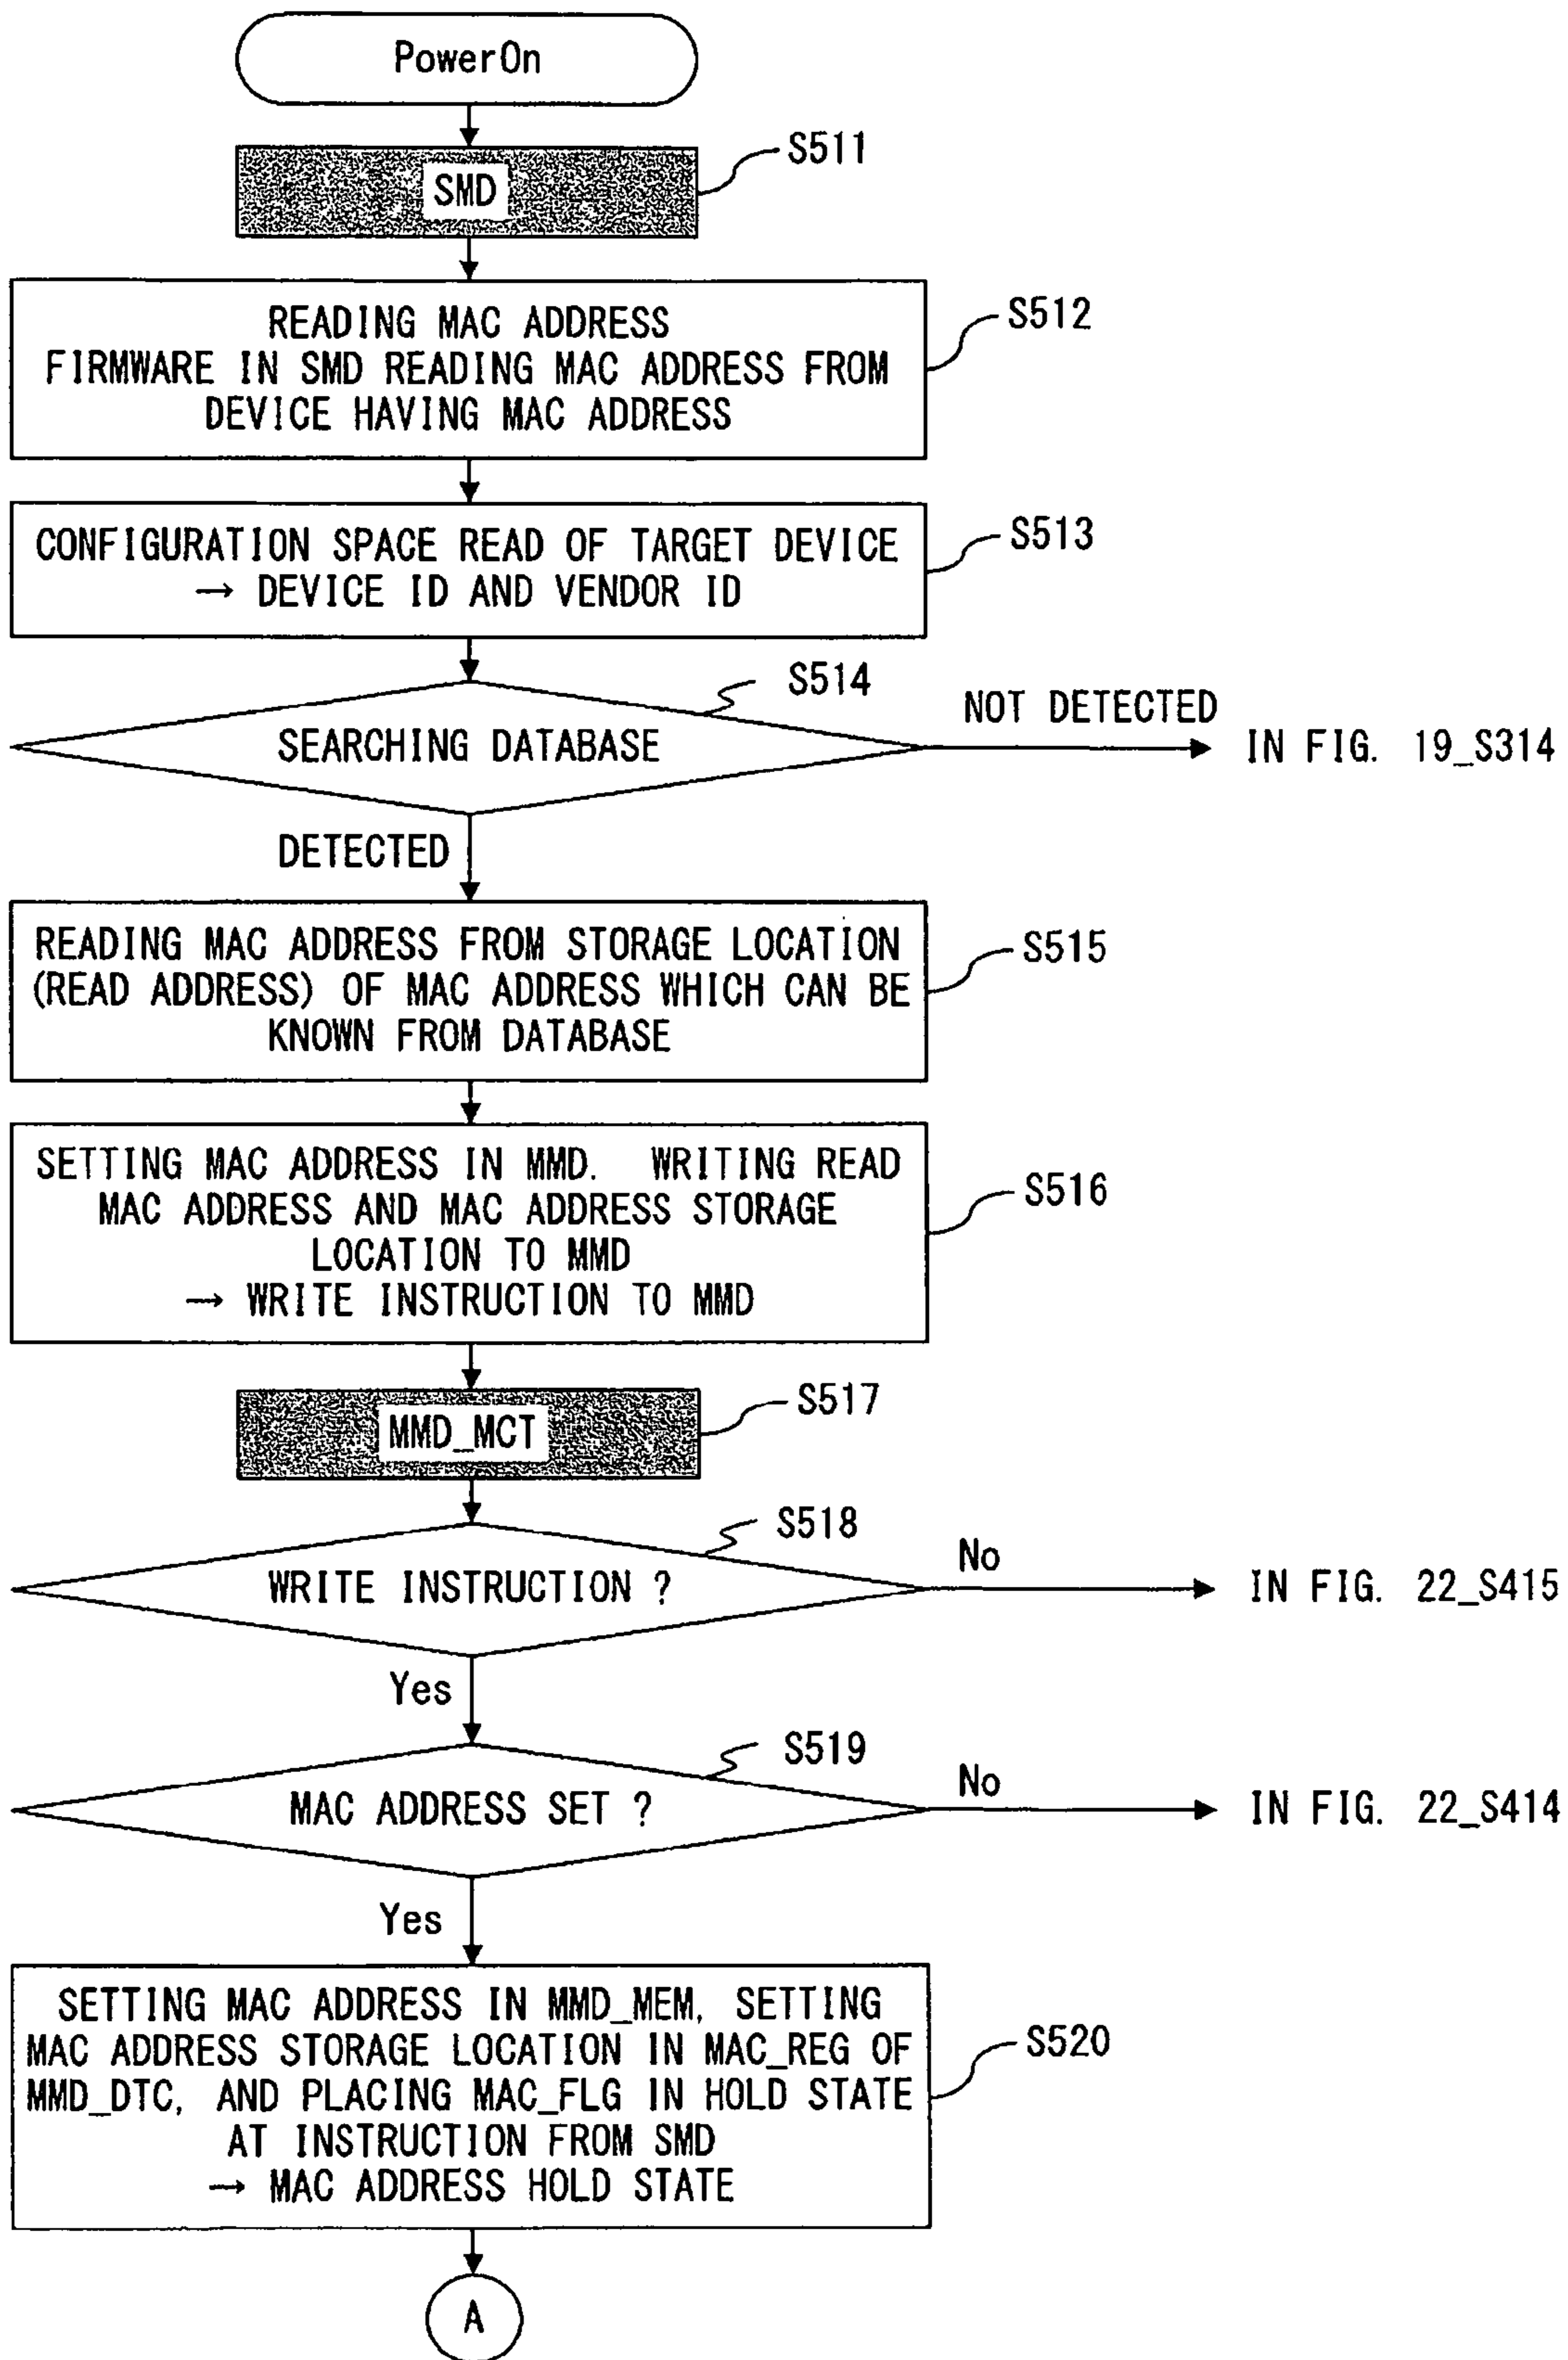 PowerOn
S511
SMD
S512
READING MAC ADDRESS
FIRMWARE IN SMD READING MAC ADDRESS FROM
DEVICE HAVING MAC ADDRESS
S513
CONFIGURATION SPACE READ OF TARGET DEVICE
→ DEVICE ID AND VENDOR ID
S514
NOT DETECTED
SEARCHING DATABASE
IN FIG. 19_S314
DETECTED
S515
READING MAC ADDRESS FROM STORAGE LOCATION
(READ ADDRESS) OF MAC ADDRESS WHICH CAN BE
KNOWN FROM DATABASE
S516
SETTING MAC ADDRESS IN MMD. WRITING READ
MAC ADDRESS AND MAC ADDRESS STORAGE
LOCATION TO MMD
→ WRITE INSTRUCTION TO MMD
S517
MMD_MCT
S518
No
WRITE INSTRUCTION ?
IN FIG. 22_S415
Yes
S519
No
MAC ADDRESS SET ?
IN FIG. 22_S414
Yes
S520
SETTING MAC ADDRESS IN MMD_MEM, SETTING
MAC ADDRESS STORAGE LOCATION IN MAC_REG OF
MMD_DTC, AND PLACING MAC_FLG IN HOLD STATE
AT INSTRUCTION FROM SMD
→ MAC ADDRESS HOLD STATE
A